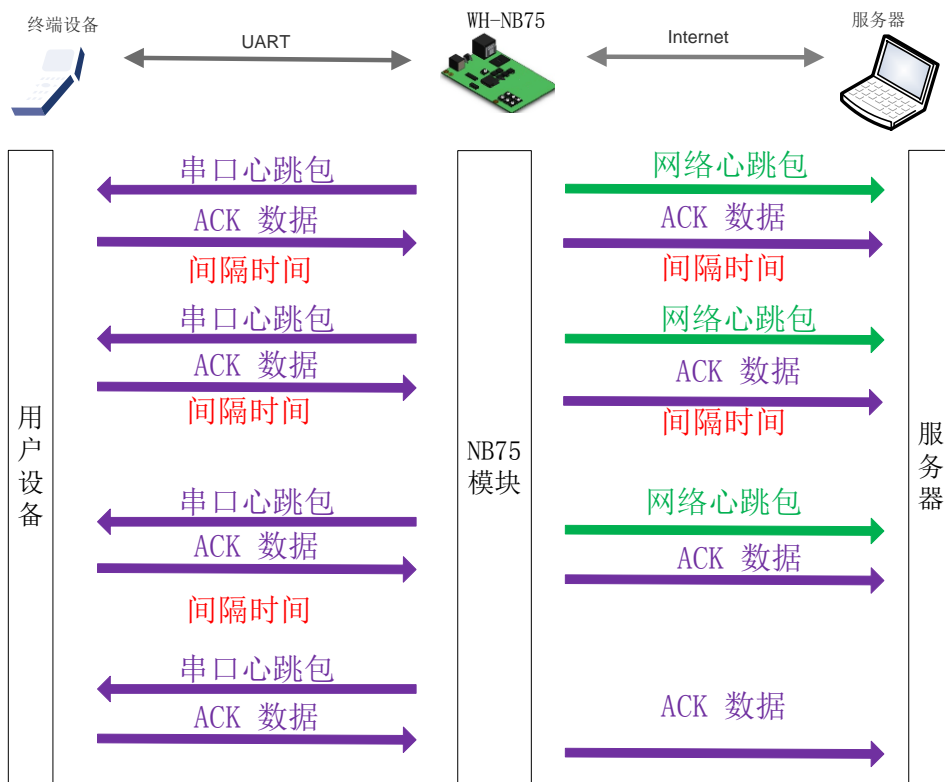 终端设备
UART
WH-NB75
Internet
服务器
串口心跳包
网络心跳包
ACK 数据
ACK 数据
间隔时间
间隔时间
串口心跳包
网络心跳包
ACK 数据
ACK 数据
间隔时间
间隔时间
用户设备
NB75
模块
服务器
串口心跳包
网络心跳包
ACK 数据
ACK 数据
间隔时间
串口心跳包
ACK 数据
ACK 数据